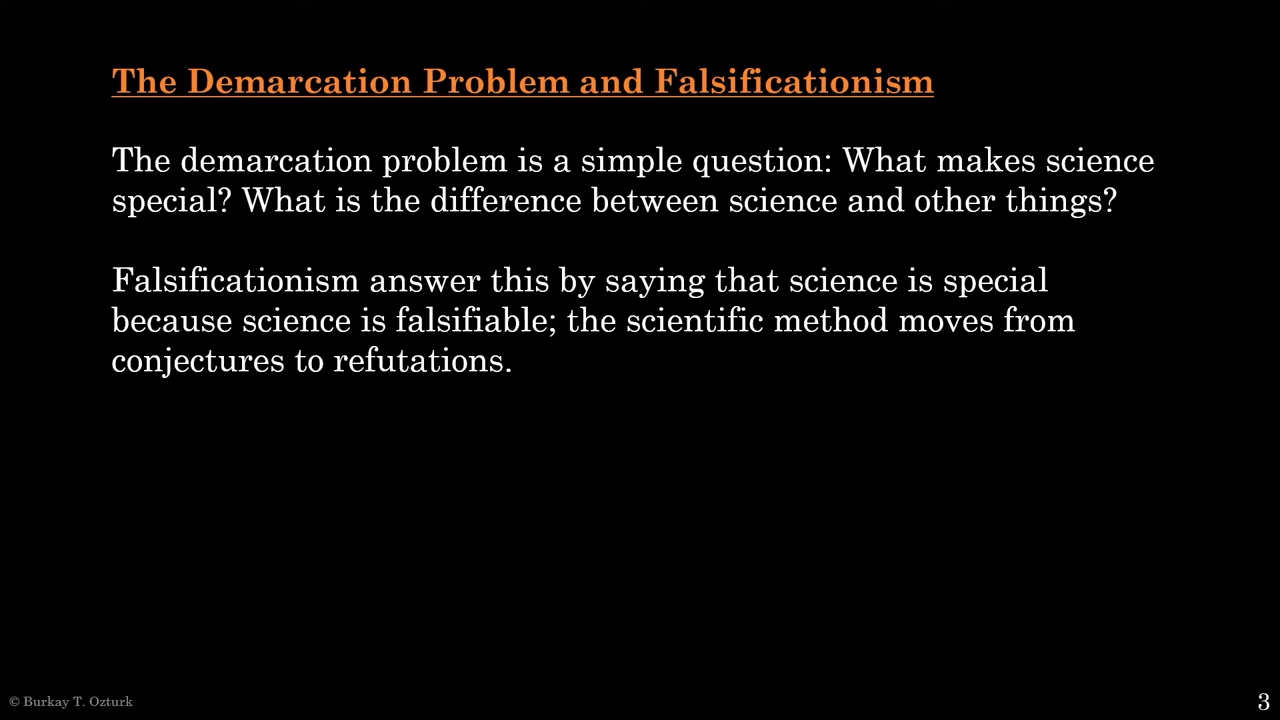 The Demarcation Problem and Falsificationism
The demarcation problem is a simple question: What makes science
special? What is the difference between science and other things?
Falsificationism answer this by saying that science is special
because science is falsifiable; the scientific method moves from
conjectures to refutations.
© Burkay T. Ozturk
3